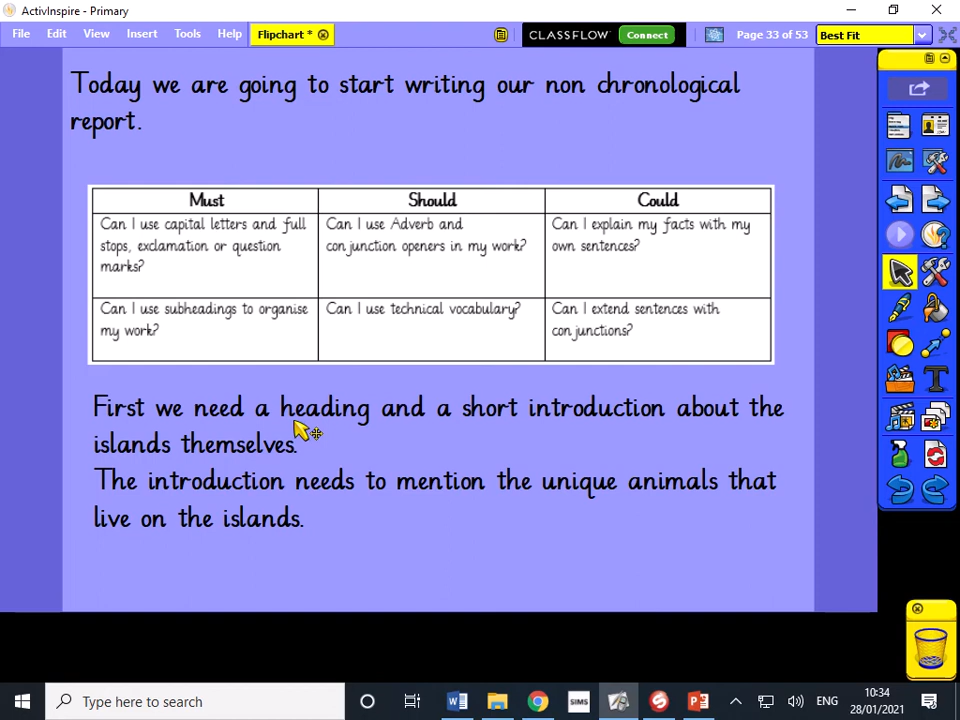 ActivInspire - Primary
File Edit View Insert Tools Help Flipchart * CLASSFLOW Connect Page 33 of 53 Best Fit
Today we are going to start writing our non chronological
report.
Must Should Could
Can I use capital letters and full
stops, exclamation or question
marks?
Can I use Adverb and
conjunction openers in my work?
Can I explain my facts with my
own sentences?
Can I use subheadings to organise
my work?
Can I use technical vocabulary?
Can I extend sentences with
conjunctions?
First we need a heading and a short introduction about the
islands themselves.
The introduction needs to mention the unique animals that
live on the islands.
Type here to search
SIMS
ENG
10:34
28/01/2021